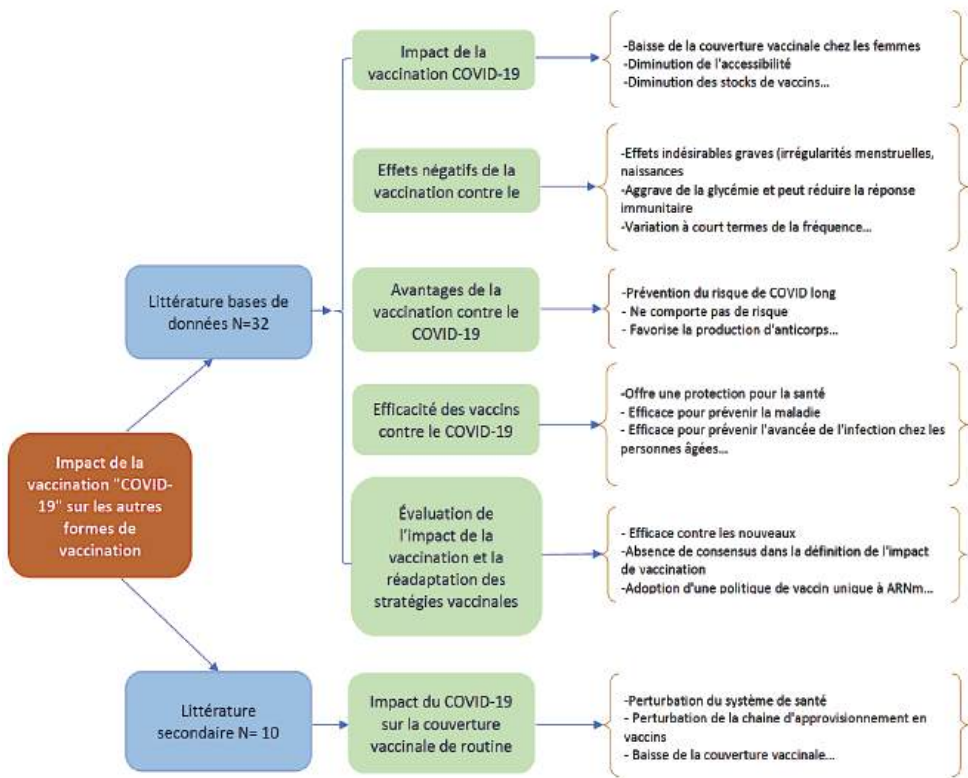 Impact de la
vaccination "COVID-
19" sur les autres
formes de
vaccination
Littérature bases de
données N=32
Impact de la
vaccination COVID-19
-Baisse de la couverture vaccinale chez les femmes
-Diminution de l'accessibilité
-Diminution des stocks de vaccins...
Effets négatifs de la
vaccination contre le
-Effets indésirables graves (irrégularités menstruelles,
naissances
-Aggrave de la glycémie et peut réduire la réponse
immunitaire
-Variation à court termes de la fréquence...
Avantages de la
vaccination contre le
COVID-19
-Prévention du risque de COVID long
- Ne comporte pas de risque
- Favorise la production d'anticorps...
Efficacité des vaccins
contre le COVID-19
-Offre une protection pour la santé
- Efficace pour prévenir la maladie
- Efficace pour prévenir l'avancée de l'infection chez les
personnes âgées...
Évaluation de
l'impact de la
vaccination et la
réadaptation des
stratégies vaccinales
- Efficace contre les nouveaux
-Absence de consensus dans la définition de l'impact
de vaccination
-Adoption d'une politique de vaccin unique à ARNm...
Littérature
secondaire N= 10
Impact du COVID-19
sur la couverture
vaccinale de routine
-Perturbation du système de santé
- Perturbation de la chaine d'approvisionnement en
vaccins
- Baisse de la couverture vaccinale...